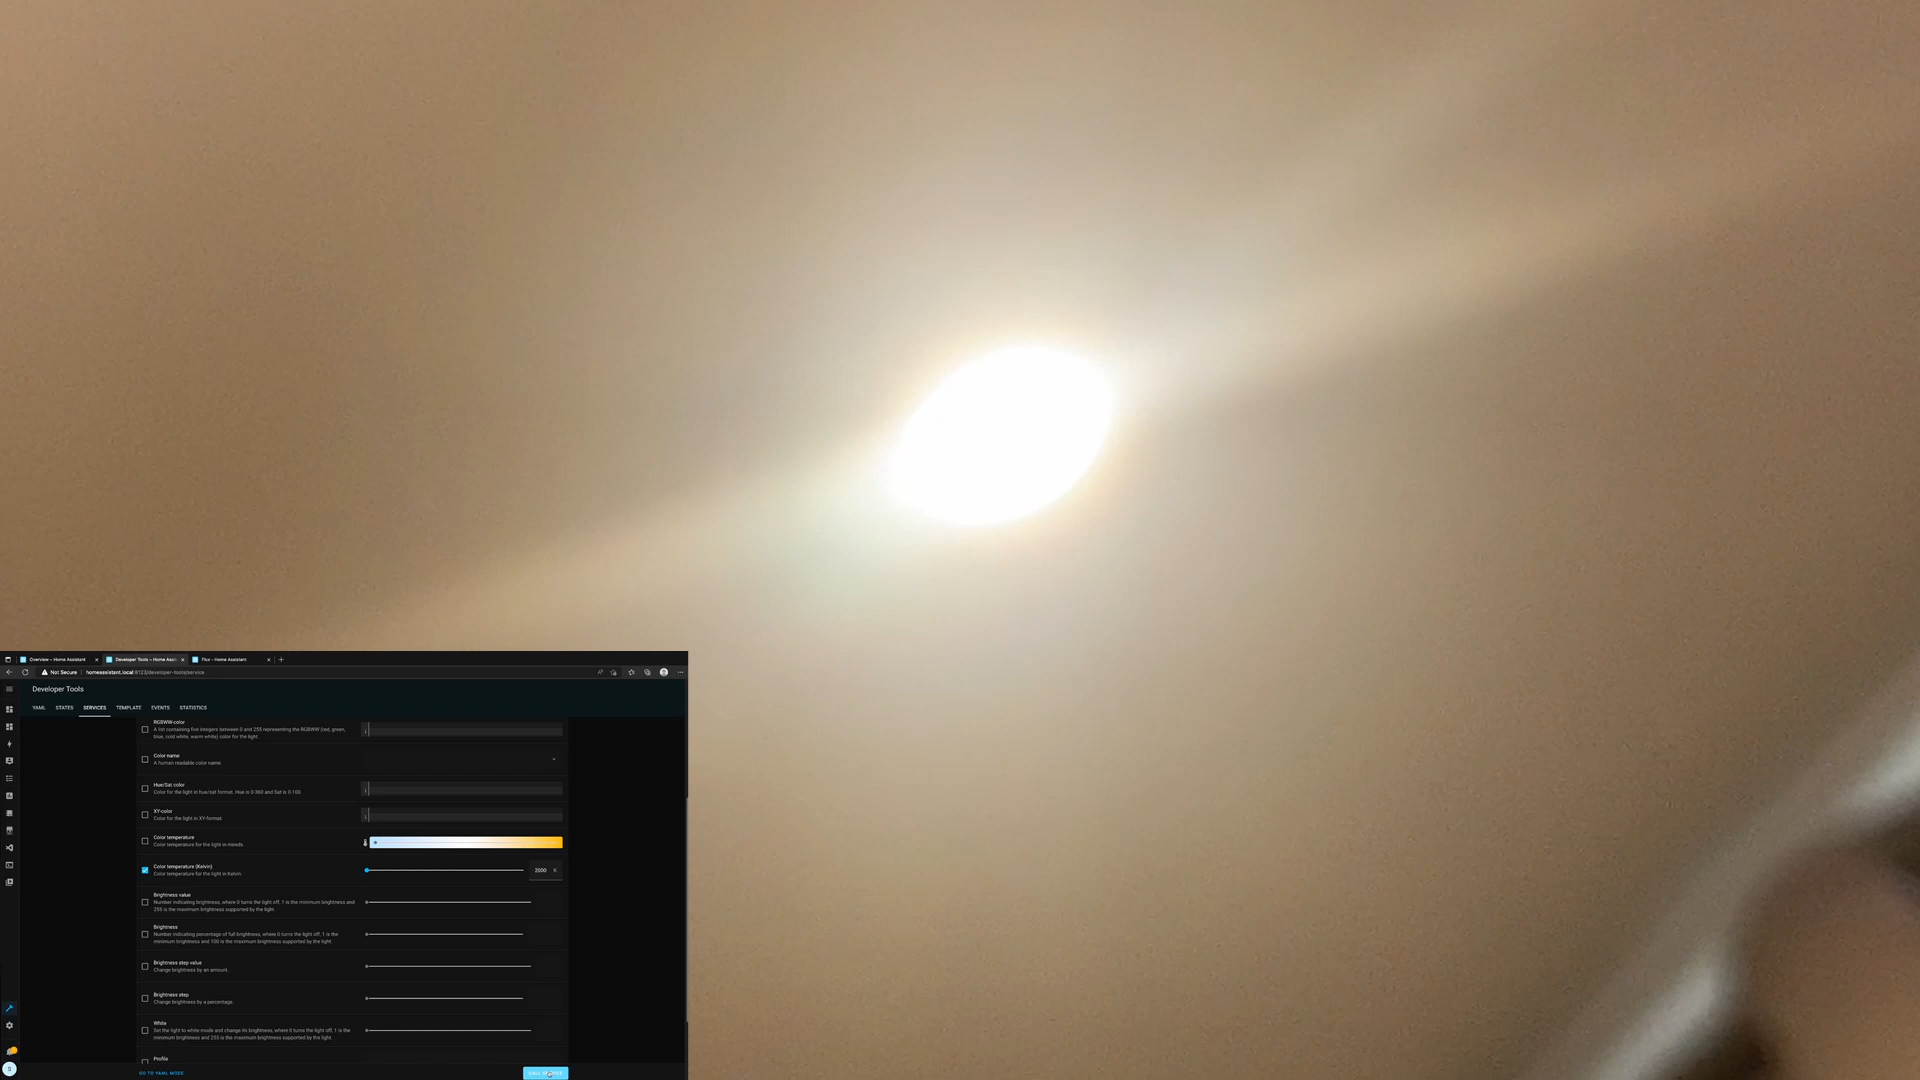 Overview – Home Assistant
Developer Tools – Home Assis
Flux – Home Assistant
Not Secure
homeassistant.local:8123/developer-tools/service
Developer Tools
YAML
STATES
SERVICES
TEMPLATE
EVENTS
STATISTICS
RGBWW-color
A list containing five integers between 0 and 255 representing the RGBWW (red, green,
blue, cold white, warm white) color for the light.
1
Color name
A human readable color name.
Hue/Sat color
Color for the light in hue/sat format. Hue is 0-360 and Sat is 0-100.
1
XY-color
Color for the light in XY-format.
1
Color temperature
Color temperature for the light in mireds.
Color temperature (Kelvin)
Color temperature for the light in Kelvin.
2000 K
Brightness value
Number indicating brightness, where 0 turns the light off, 1 is the minimum brightness and
255 is the maximum brightness supported by the light.
Brightness
Number indicating percentage of full brightness, where 0 turns the light off, 1 is the
minimum brightness and 100 is the maximum brightness supported by the light.
Brightness step value
Change brightness by an amount.
Brightness step
Change brightness by a percentage.
White
Set the light to white mode and change its brightness, where 0 turns the light off, 1 is the
minimum brightness and 255 is the maximum brightness supported by the light.
Profile
GO TO YAML MODE
CALL SERVICE
S